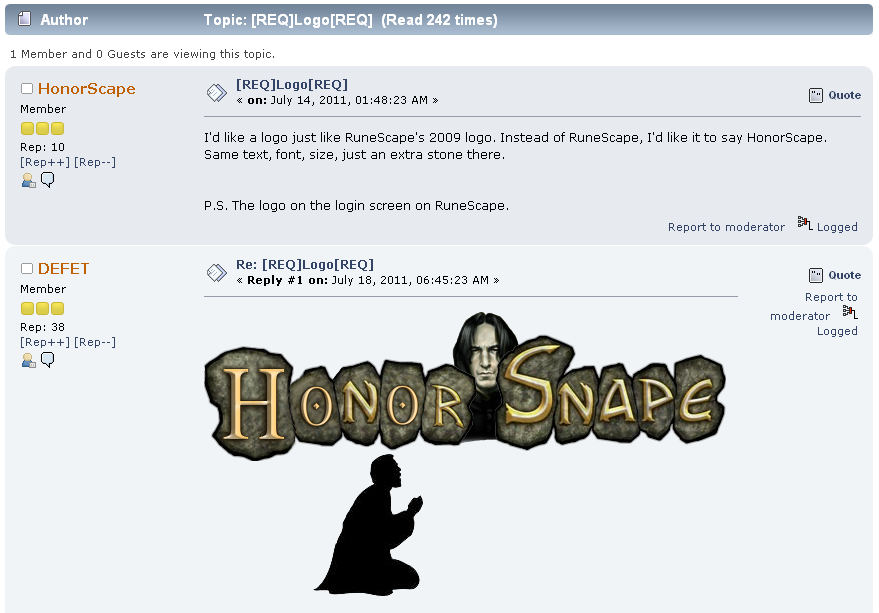 Author Topic: [REQ]Logo[REQ] (Read 242 times)
1 Member and 0 Guests are viewing this topic.
HonorScape
Member
Rep: 10
[Rep++] [Rep--]
[REQ]Logo[REQ]
« on: July 14, 2011, 01:48:23 AM »
Quote
I'd like a logo just like RuneScape's 2009 logo. Instead of RuneScape, I'd like it to say HonorScape.
Same text, font, size, just an extra stone there.
P.S. The logo on the login screen on RuneScape.
Report to moderator Logged
DEFET
Member
Rep: 38
[Rep++] [Rep--]
Re: [REQ]Logo[REQ]
« Reply #1 on: July 18, 2011, 06:45:23 AM »
Quote
Report to
moderator
Logged
HONOR SNAPE